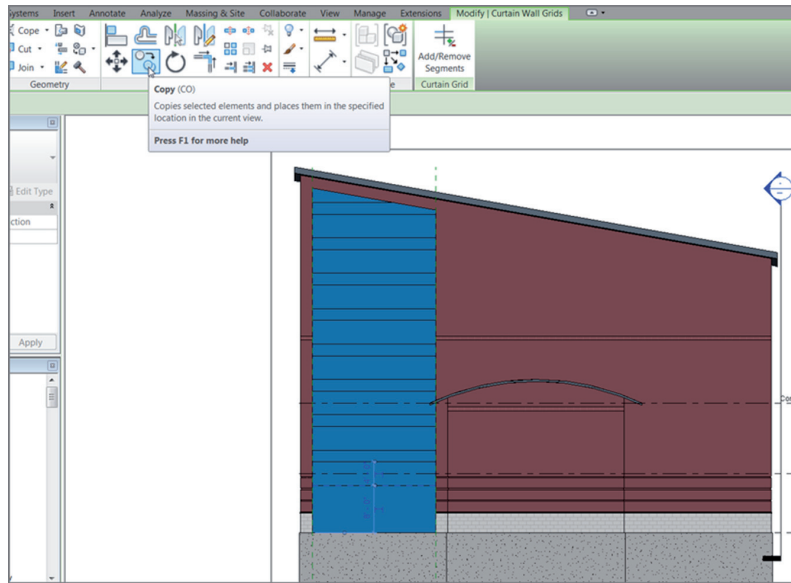 ystems Insert Annotate Analyze Massing & Site Collaborate View Manage Extensions Modify | Curtain Wall Grids
Cope
Cut
Join
Add/Remove
Segments
Geometry
e
Curtain Grid
Copy (CO)
Copies selected elements and places them in the specified
location in the current view.
Press F1 for more help
Edit Type
ction
Apply
Co